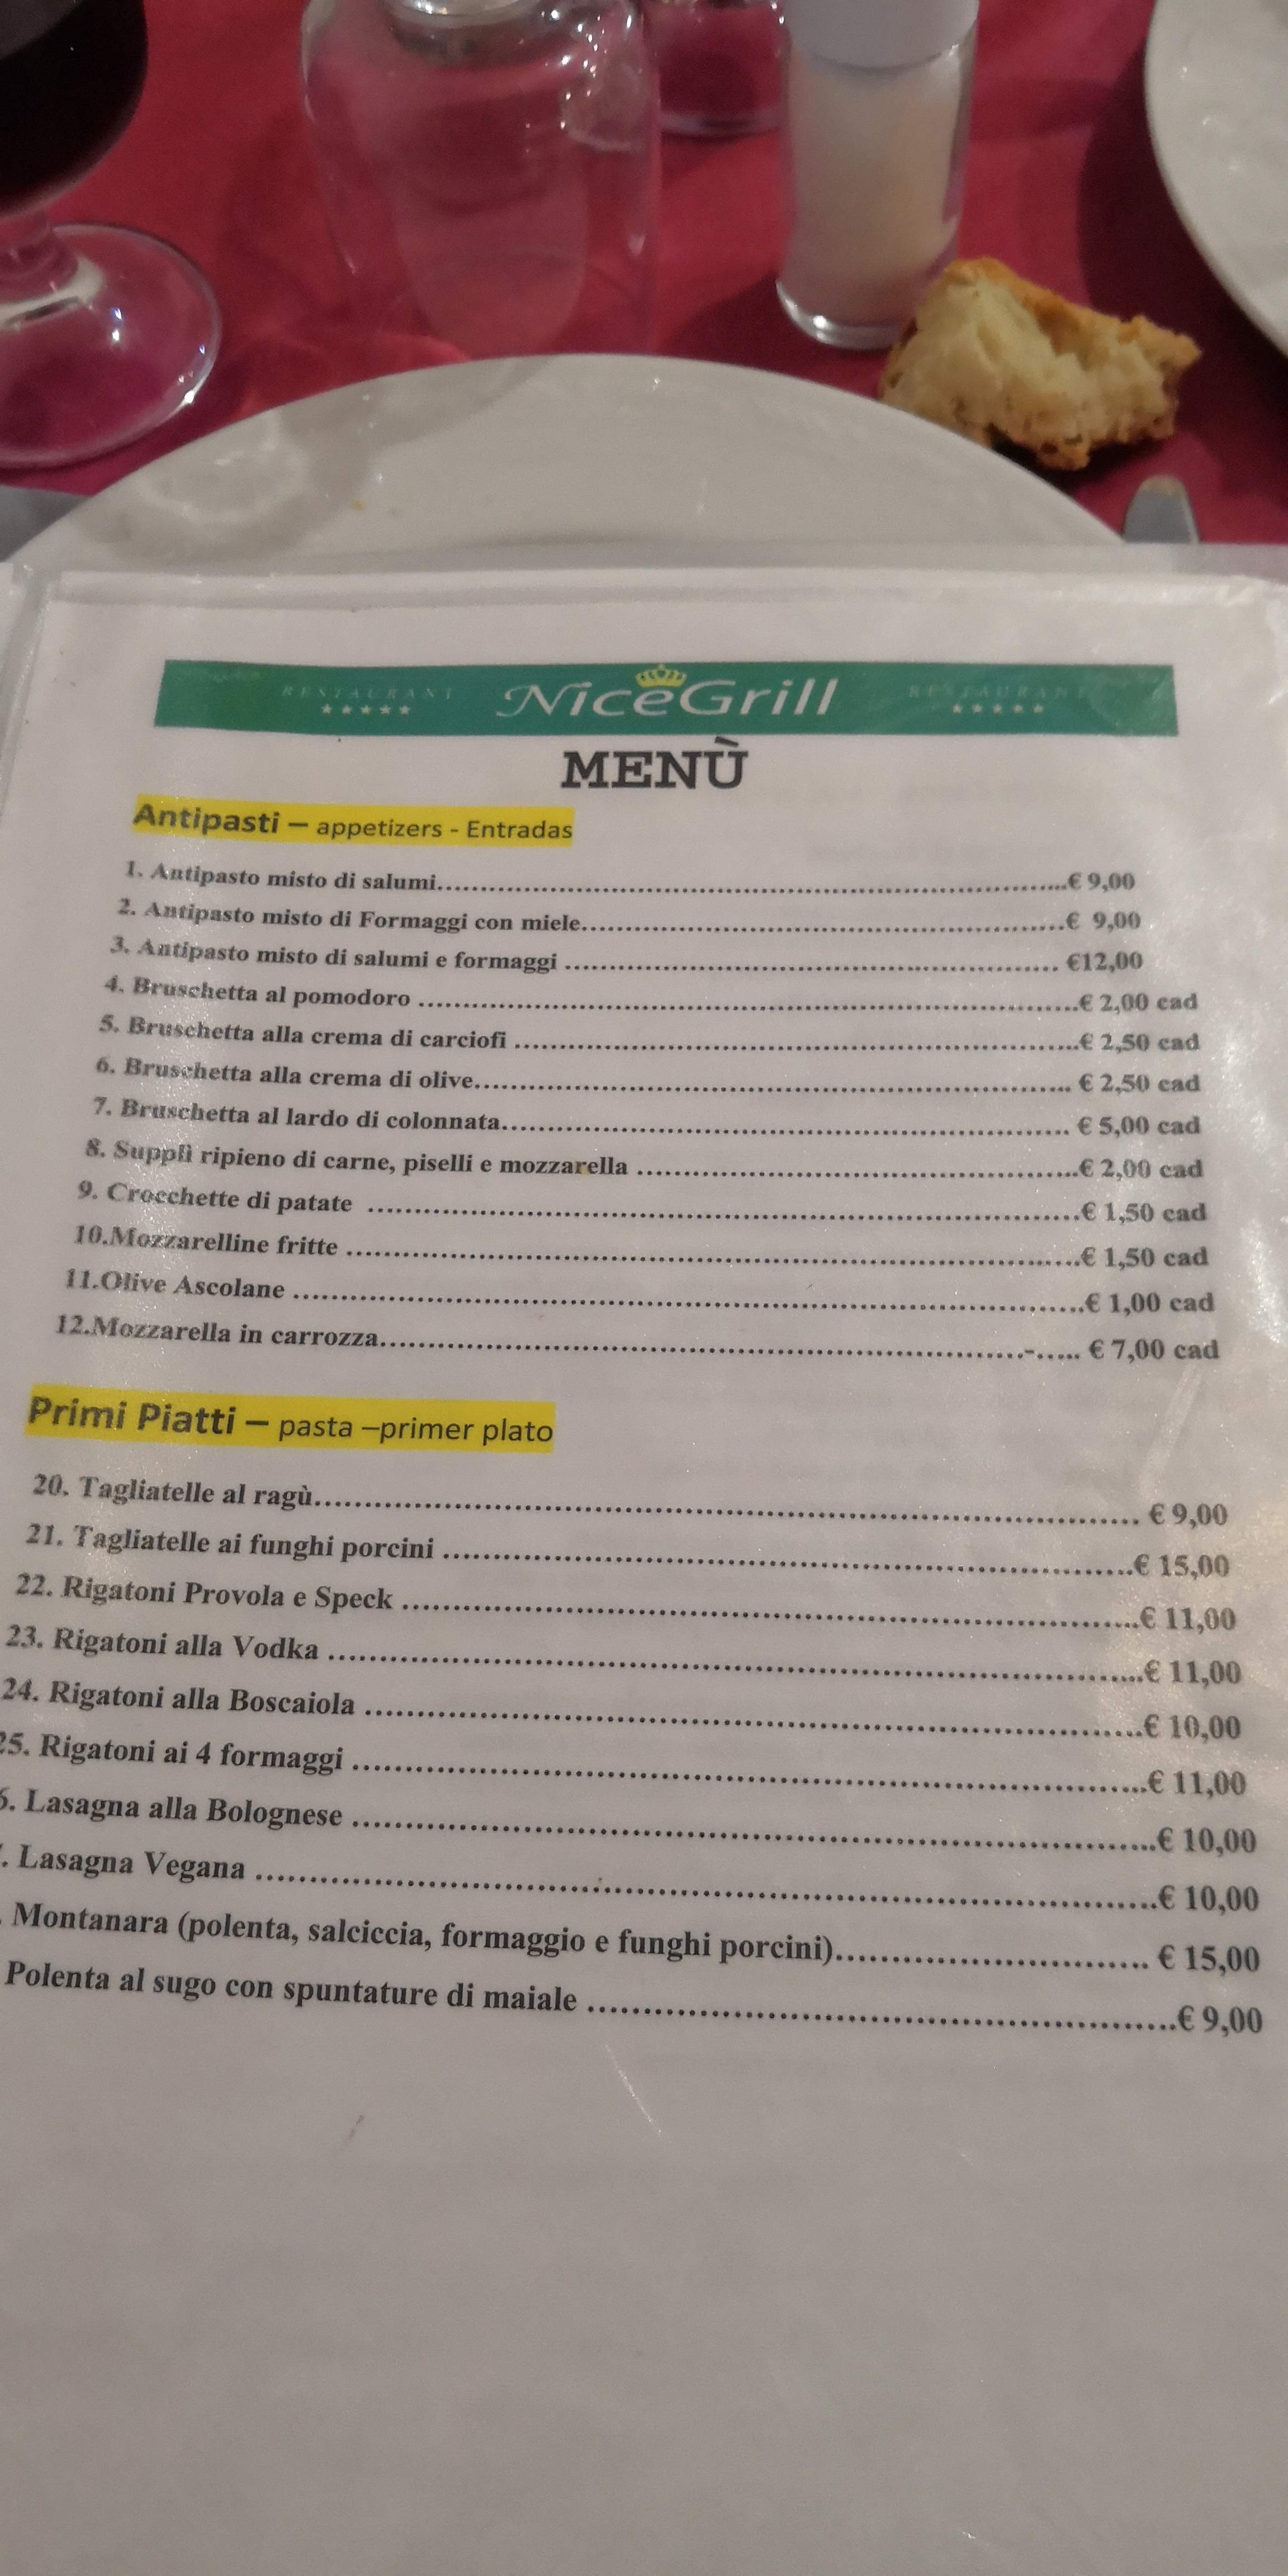 RESTAURANT NiceGrill RESTAURANT
MENÙ
Antipasti – appetizers - Entradas
1. Antipasto misto di salumi........€ 9,00
2. Antipasto misto di Formaggi con miele........€ 9,00
3. Antipasto misto di salumi e formaggi ........ €12,00
4. Bruschetta al pomodoro ........€ 2,00 cad
5. Bruschetta alla crema di carciofi ........€ 2,50 cad
6. Bruschetta alla crema di olive........ € 2,50 cad
7. Bruschetta al lardo di colonnata........ € 5,00 cad
8. Supplì ripieno di carne, piselli e mozzarella ........€ 2,00 cad
9. Crocchette di patate ........€ 1,50 cad
10.Mozzarelline fritte ........€ 1,50 cad
11.Olive Ascolane ........€ 1,00 cad
12.Mozzarella in carrozza........-..... € 7,00 cad
Primi Piatti – pasta –primer plato
20. Tagliatelle al ragù........ € 9,00
21. Tagliatelle ai funghi porcini ........€ 15,00
22. Rigatoni Provola e Speck ........€ 11,00
23. Rigatoni alla Vodka ........€ 11,00
24. Rigatoni alla Boscaiola ........€ 10,00
25. Rigatoni ai 4 formaggi ........€ 11,00
6. Lasagna alla Bolognese ........€ 10,00
. Lasagna Vegana ........€ 10,00
. Montanara (polenta, salciccia, formaggio e funghi porcini)........ € 15,00
Polenta al sugo con spuntature di maiale ........€ 9,00